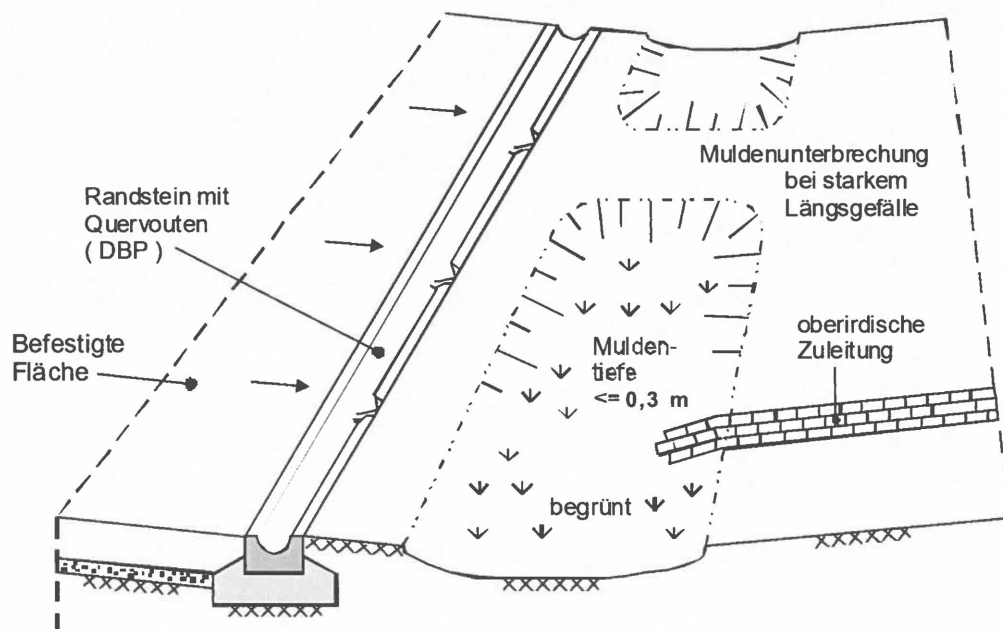 Muldenunterbrechung
bei starkem
Längsgefälle
Randstein mit
Quervouten
( DBP )
oberirdische
Zuleitung
Befestigte
Fläche
Mulden-
tiefe
<= 0,3 m
begrünt